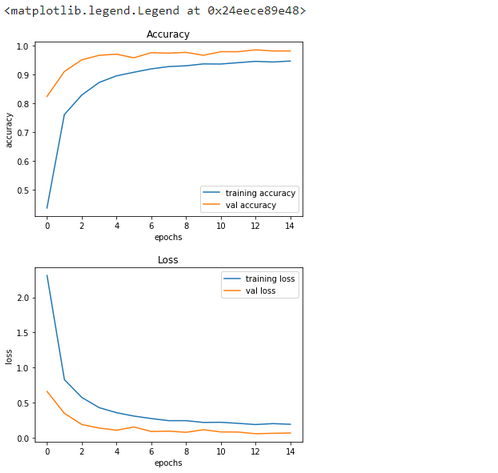 <matplotlib.legend.Legend at 0x24eece89e48>
Accuracy
1.0
0.9
0.8
0.7
0.6
0.5
accuracy
training accuracy
val accuracy
0 2 4 6 8 10 12 14
epochs
Loss
2.0
1.5
1.0
0.5
0.0
loss
training loss
val loss
0 2 4 6 8 10 12 14
epochs